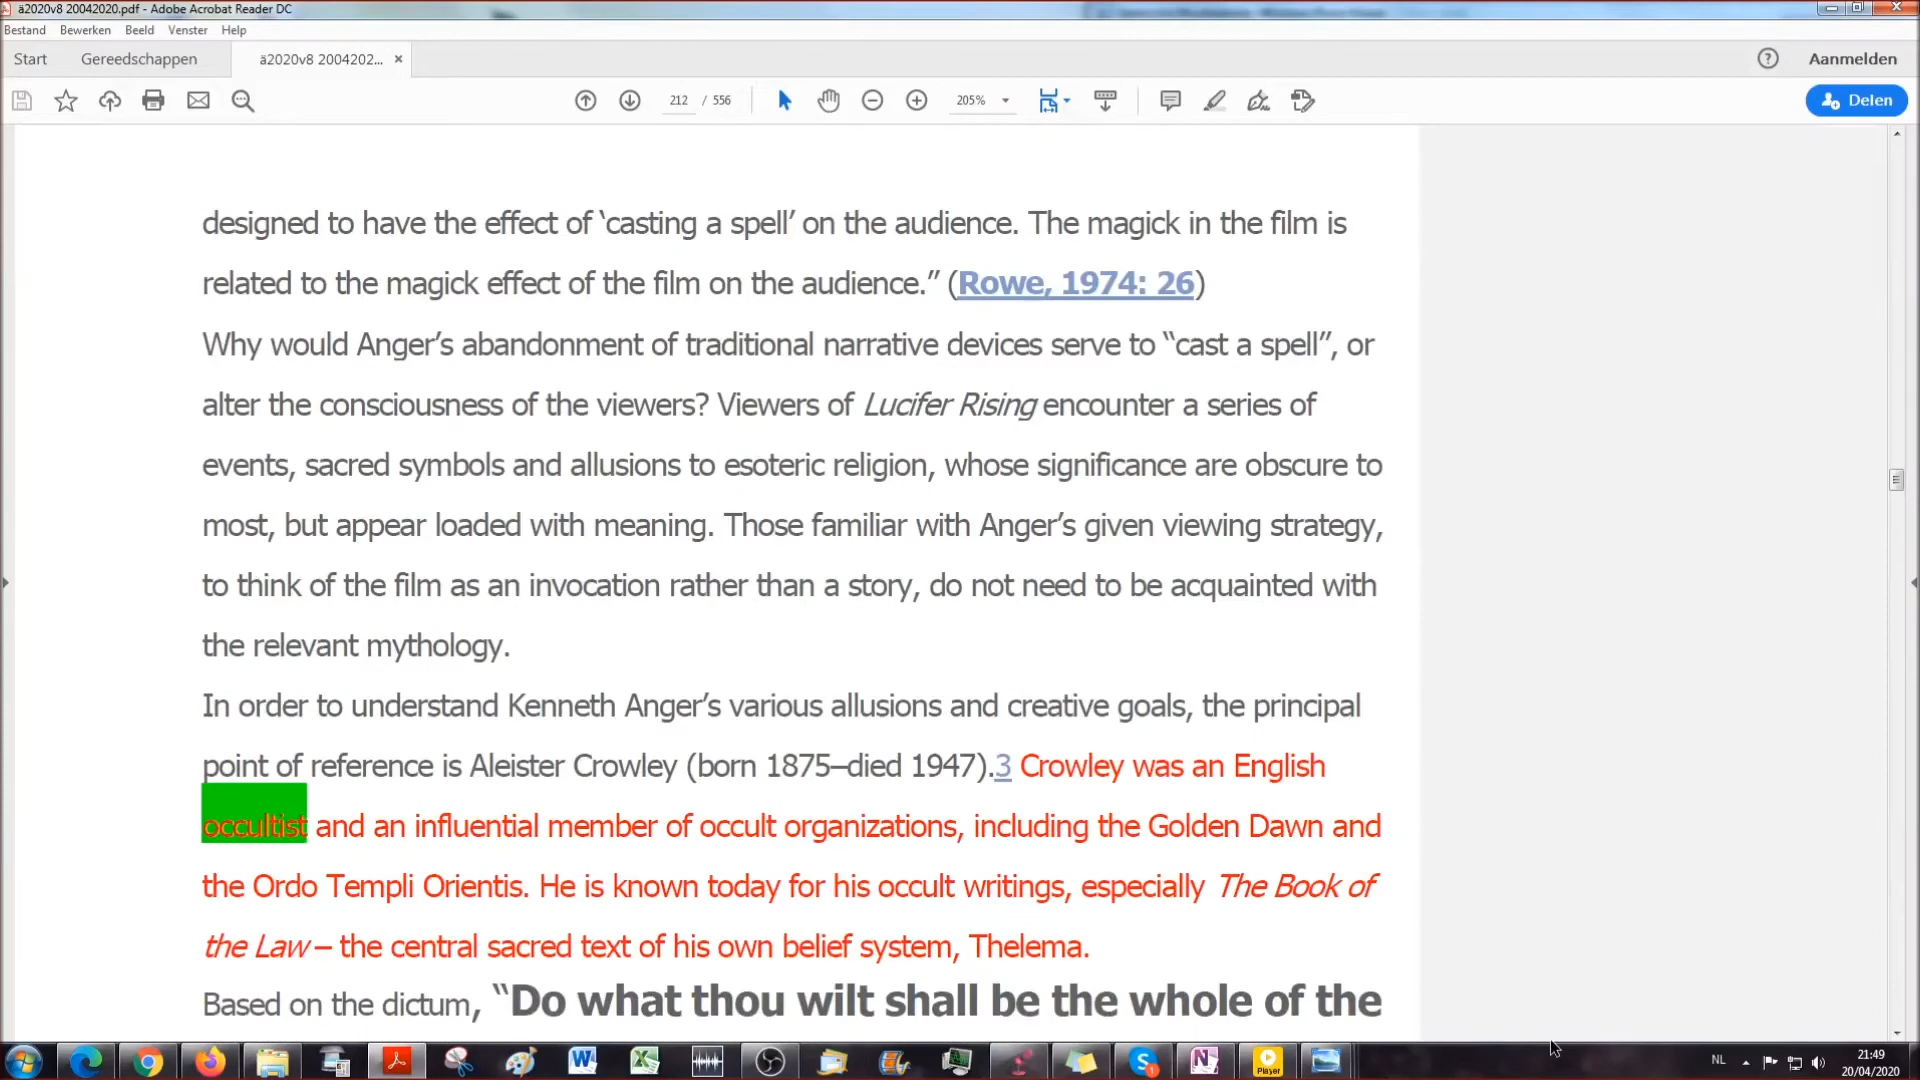 ä2020v8 20042020.pdf - Adobe Acrobat Reader DC
Bestand Bewerken Beeld Venster Help
Start Gereedschappen ä2020v8 2004202... × Aanmelden
212 / 556 205% Delen
designed to have the effect of ‘casting a spell’ on the audience. The magick in the film is
related to the magick effect of the film on the audience.” (Rowe, 1974: 26)
Why would Anger’s abandonment of traditional narrative devices serve to “cast a spell”, or
alter the consciousness of the viewers? Viewers of Lucifer Rising encounter a series of
events, sacred symbols and allusions to esoteric religion, whose significance are obscure to
most, but appear loaded with meaning. Those familiar with Anger’s given viewing strategy,
to think of the film as an invocation rather than a story, do not need to be acquainted with
the relevant mythology.
In order to understand Kenneth Anger’s various allusions and creative goals, the principal
point of reference is Aleister Crowley (born 1875–died 1947).3 Crowley was an English
occultist and an influential member of occult organizations, including the Golden Dawn and
the Ordo Templi Orientis. He is known today for his occult writings, especially The Book of
the Law – the central sacred text of his own belief system, Thelema.
Based on the dictum, “Do what thou wilt shall be the whole of the
Player
NL
21:49
20/04/2020